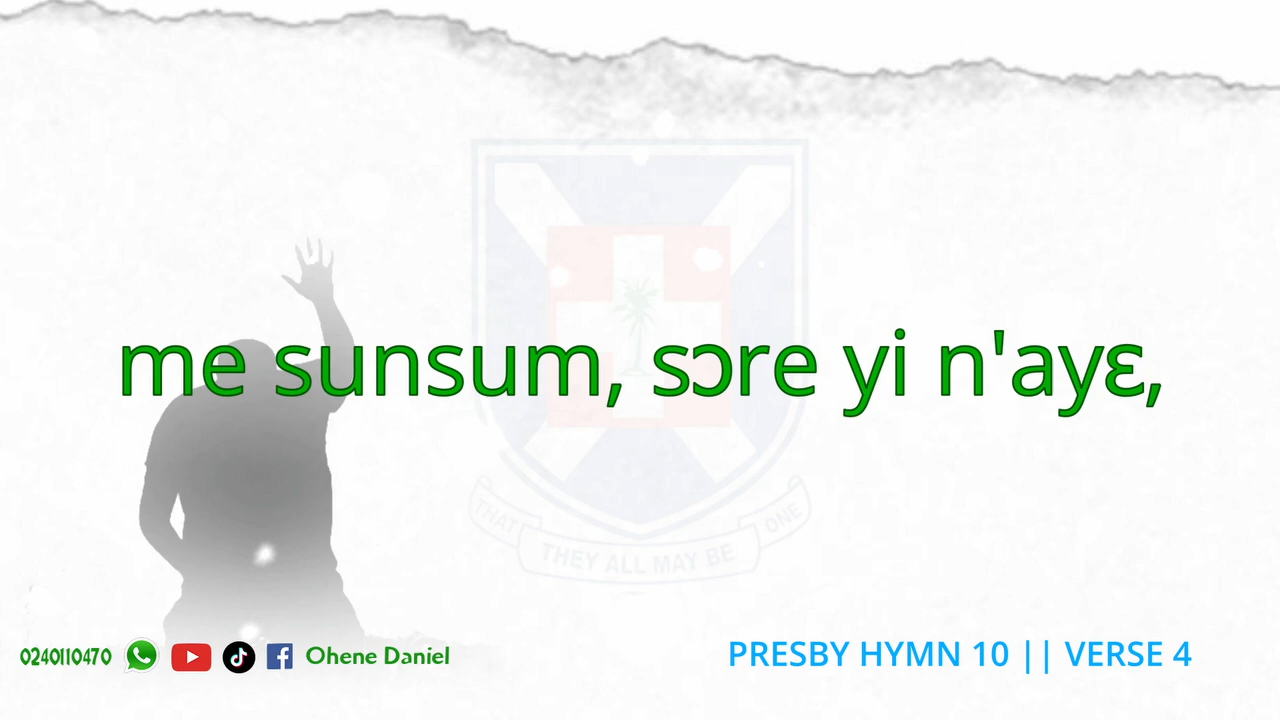 me sunsum, sɔre yi n'ayɛ,
THAT THEY ALL MAY BE ONE
0240110470 Ohene Daniel
PRESBY HYMN 10 || VERSE 4